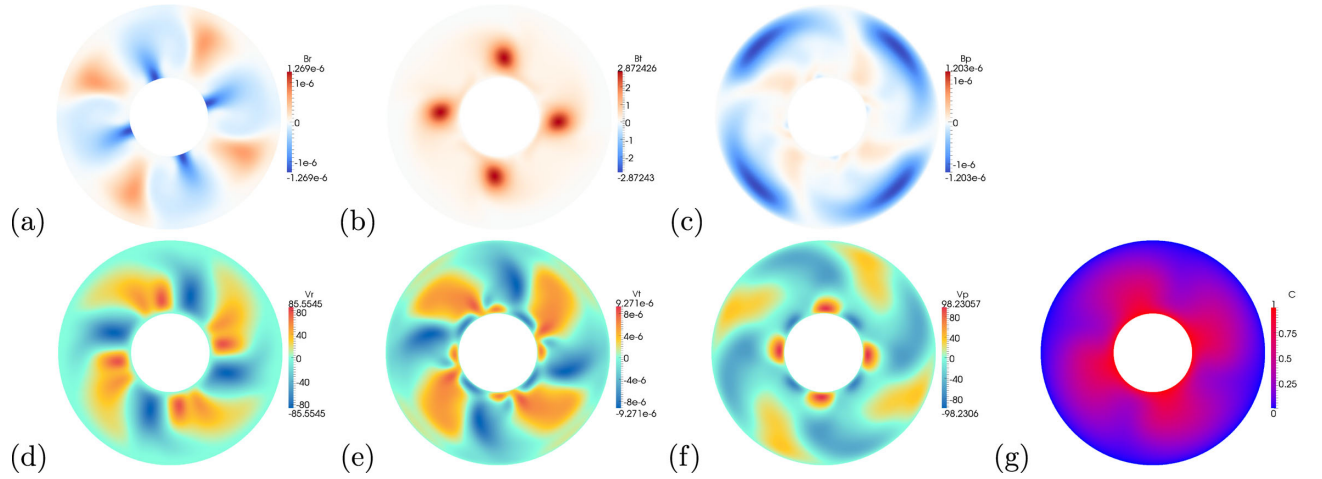 Br
1.269e-6
1e-6
0
-1e-6
-1.269e-6
(a)
Bt
2.872426
2
1
0
-1
-2
-2.87243
(b)
Bp
1.203e-6
1e-6
0
-1e-6
-1.203e-6
(c)
Vr
85.5545
80
40
0
-40
-80
-85.5545
(d)
Vt
9.271e-6
8e-6
4e-6
0
-4e-6
-8e-6
-9.271e-6
(e)
Vp
98.23057
80
40
0
-40
-80
-98.2306
(f)
C
1
0.75
0.5
0.25
0
(g)